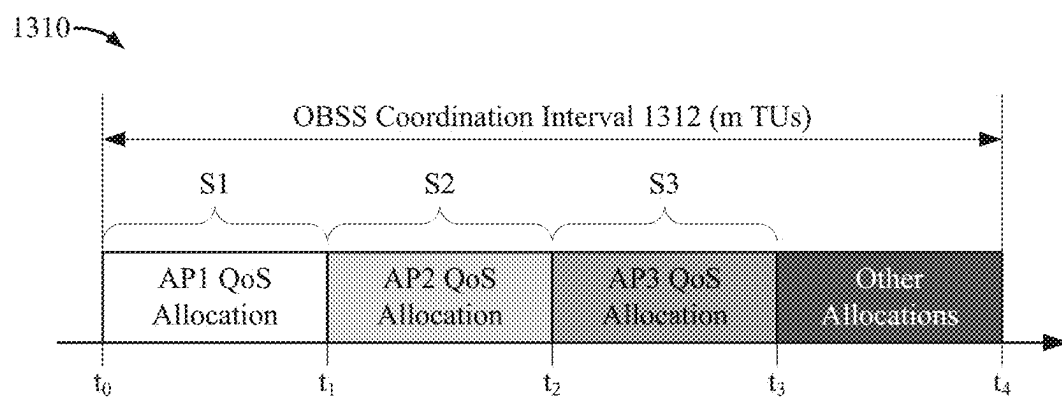 1310
OBSS Coordination Interval 1312 (m TUs)
S1 S2 S3
AP1 QoS AP2 QoS AP3 QoS Other
Allocation Allocation Allocation Allocations
t0 t1 t2 t3 t4